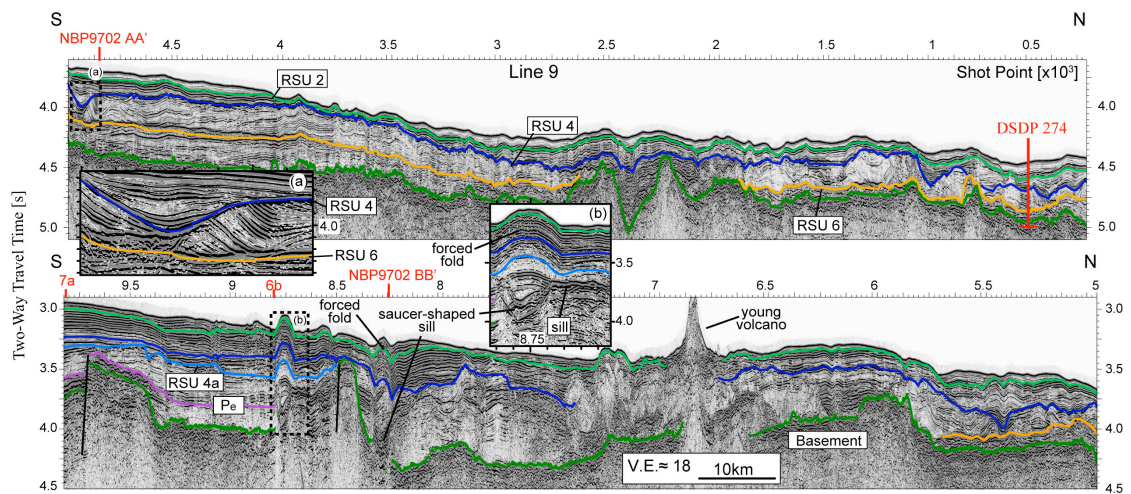 S
N
NBP9702 AA’
4.5
4
3.5
3
2.5
2
1.5
1
0.5
Line 9
Shot Point [x10³]
(a)
RSU 2
4.0
4.0
RSU 4
DSDP 274
4.5
4.5
(a)
(b)
RSU 4
4.0
RSU 6
5.0
5.0
RSU 6
forced
fold
3.5
S
N
7a
9.5
9
6b
8.5
NBP9702 BB’
8
7
6
5
3.0
3.0
(b)
forced
fold
saucer-shaped
sill
sill
8.75
4.0
young
volcano
3.5
3.5
RSU 4a
Pe
4.0
4.0
Basement
V.E.≈ 18
10km
4.5
4.5
Two-Way Travel Time [s]